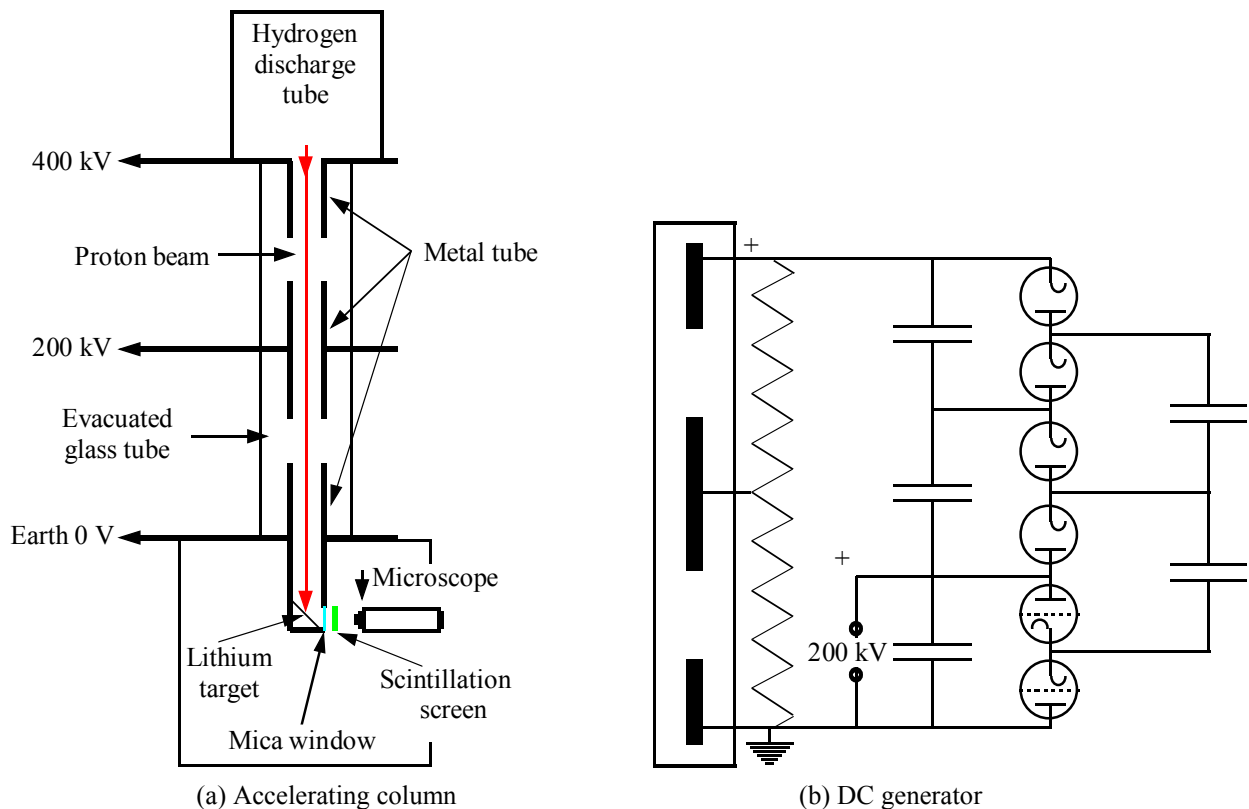 Hydrogen
discharge
tube
400 kV
Proton beam
Metal tube
200 kV
Evacuated
glass tube
Earth 0 V
Microscope
Lithium
target
Scintillation
screen
Mica window
(a) Accelerating column
+
+
200 kV
(b) DC generator